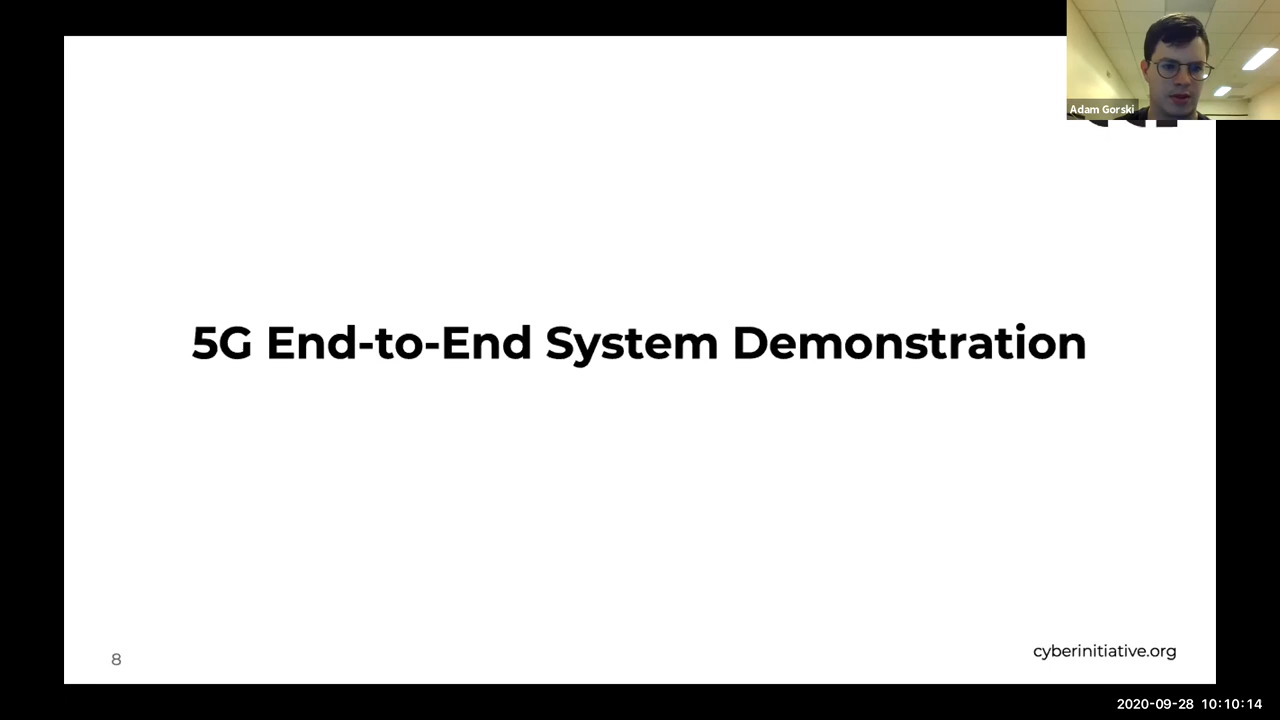 Adam Gorski
5G End-to-End System Demonstration
8
cyberinitiative.org
2020-09-28 10:10:14